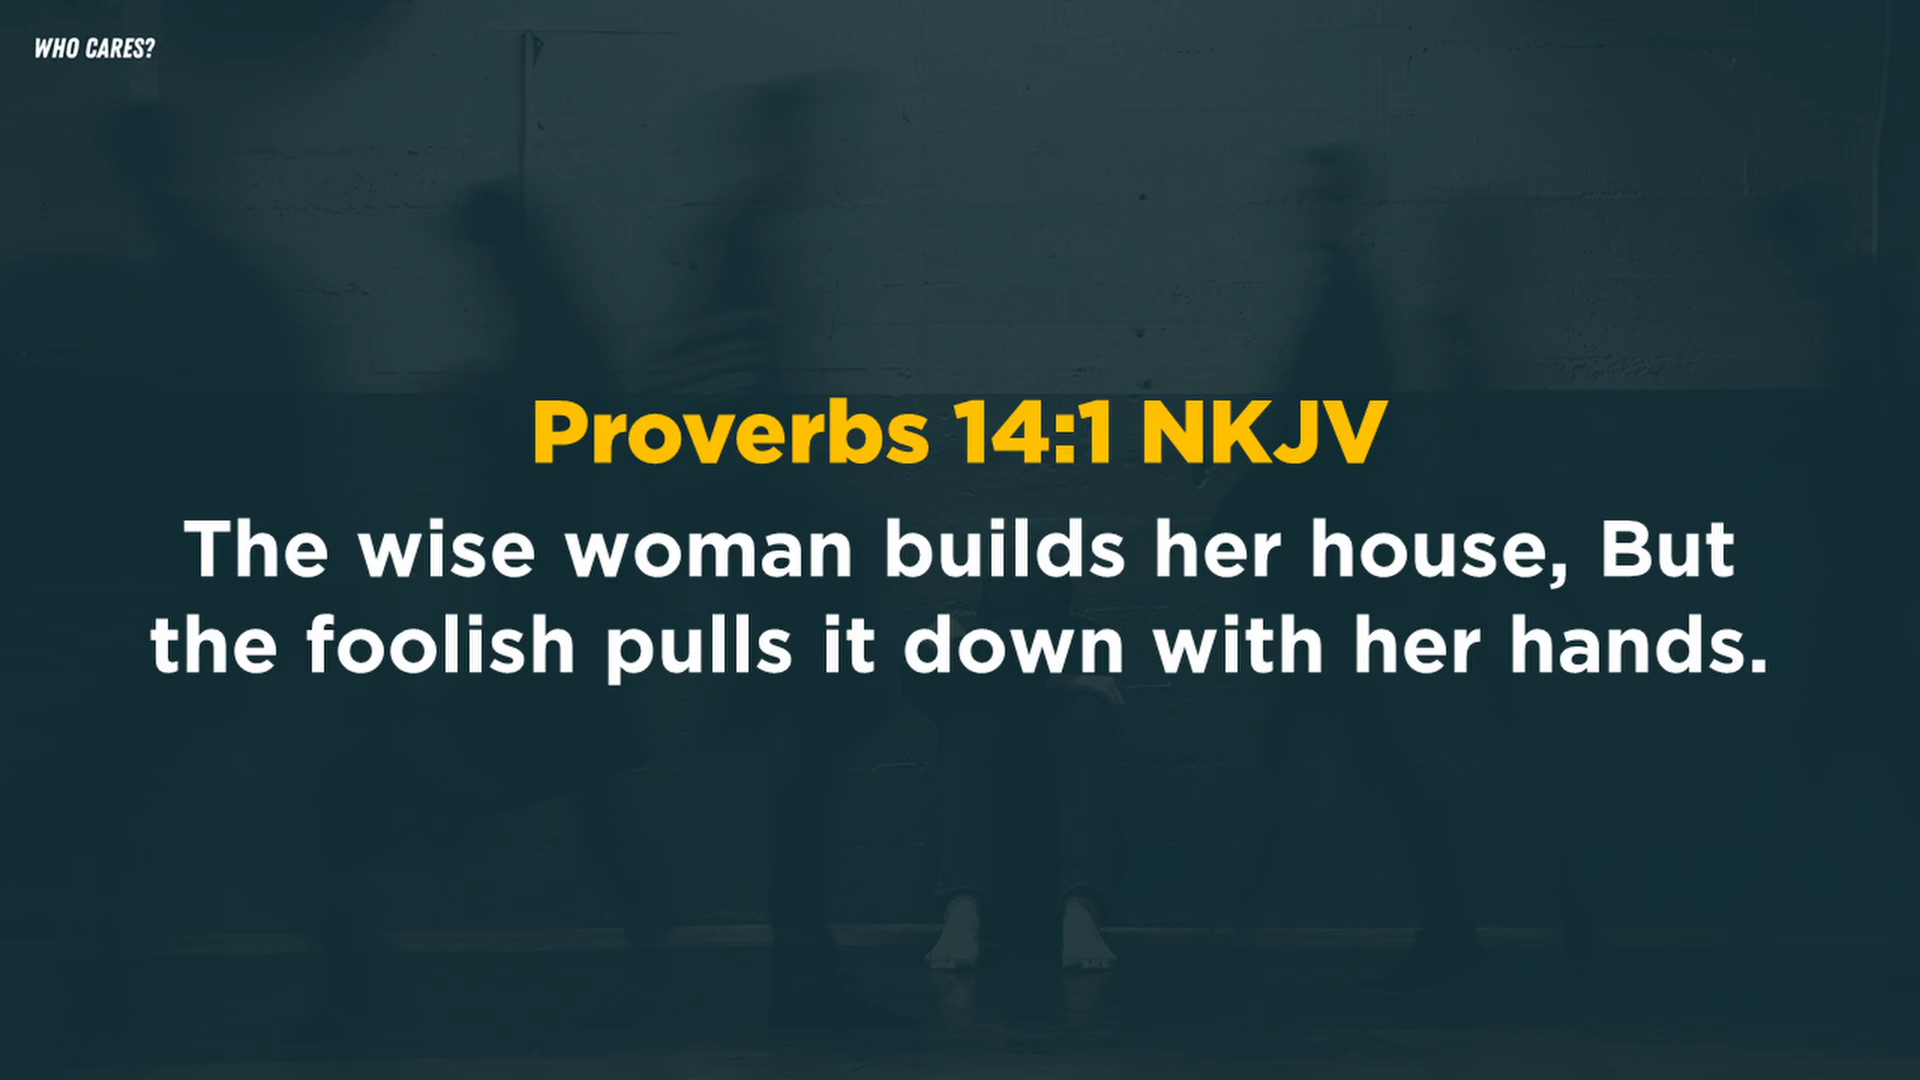 WHO CARES?
Proverbs 14:1 NKJV
The wise woman builds her house, But
the foolish pulls it down with her hands.